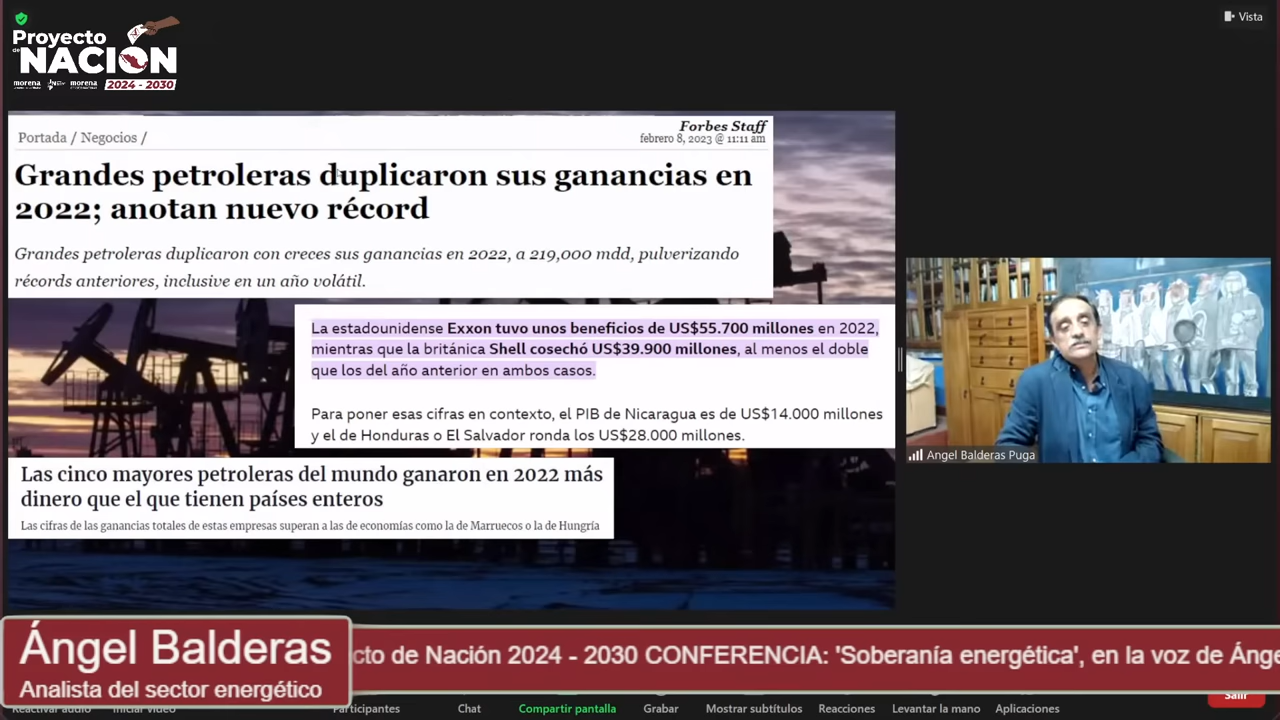 Vista
Proyecto
de
NACIÓN
morena
morena
2024 - 2030
Portada / Negocios /
Forbes Staff
febrero 8, 2023 @ 11:11 am
Grandes petroleras duplicaron sus ganancias en
2022; anotan nuevo récord
Grandes petroleras duplicaron con creces sus ganancias en 2022, a 219,000 mdd, pulverizando
récords anteriores, inclusive en un año volátil.
La estadounidense Exxon tuvo unos beneficios de US$55.700 millones en 2022,
mientras que la británica Shell cosechó US$39.900 millones, al menos el doble
que los del año anterior en ambos casos.
Para poner esas cifras en contexto, el PIB de Nicaragua es de US$14.000 millones
y el de Honduras o El Salvador ronda los US$28.000 millones.
Las cinco mayores petroleras del mundo ganaron en 2022 más
dinero que el que tienen países enteros
Las cifras de las ganancias totales de estas empresas superan a las de economías como la de Marruecos o la de Hungría
Angel Balderas Puga
Ángel Balderas
Analista del sector energético
cto de Nación 2024 - 2030 CONFERENCIA: 'Soberanía energética', en la voz de Ánge
Reactivar audio Iniciar video Participantes Chat Compartir pantalla Grabar Mostrar subtítulos Reacciones Levantar la mano Aplicaciones Salir